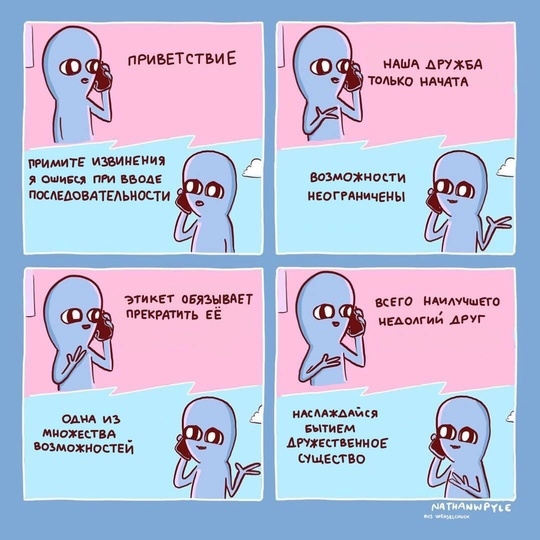 ПРИВЕТСТВИЕ
ПРИМИТЕ ИЗВИНЕНИЯ
Я ОШИБСЯ ПРИ ВВОДЕ
ПОСЛЕДОВАТЕЛЬНОСТИ
НАША ДРУЖБА
ТОЛЬКО НАЧАТА
ВОЗМОЖНОСТИ
НЕОГРАНИЧЕНЫ
ЭТИКЕТ ОБЯЗЫВАЕТ
ПРЕКРАТИТЬ ЕЁ
ОДНА ИЗ
МНОЖЕСТВА
ВОЗМОЖНОСТЕЙ
ВСЕГО НАИЛУЧШЕГО
НЕДОЛГИЙ ДРУГ
НАСЛАЖДАЙСЯ
БЫТИЕМ
ДРУЖЕСТВЕННОЕ
СУЩЕСТВО
NATHANWPYLE